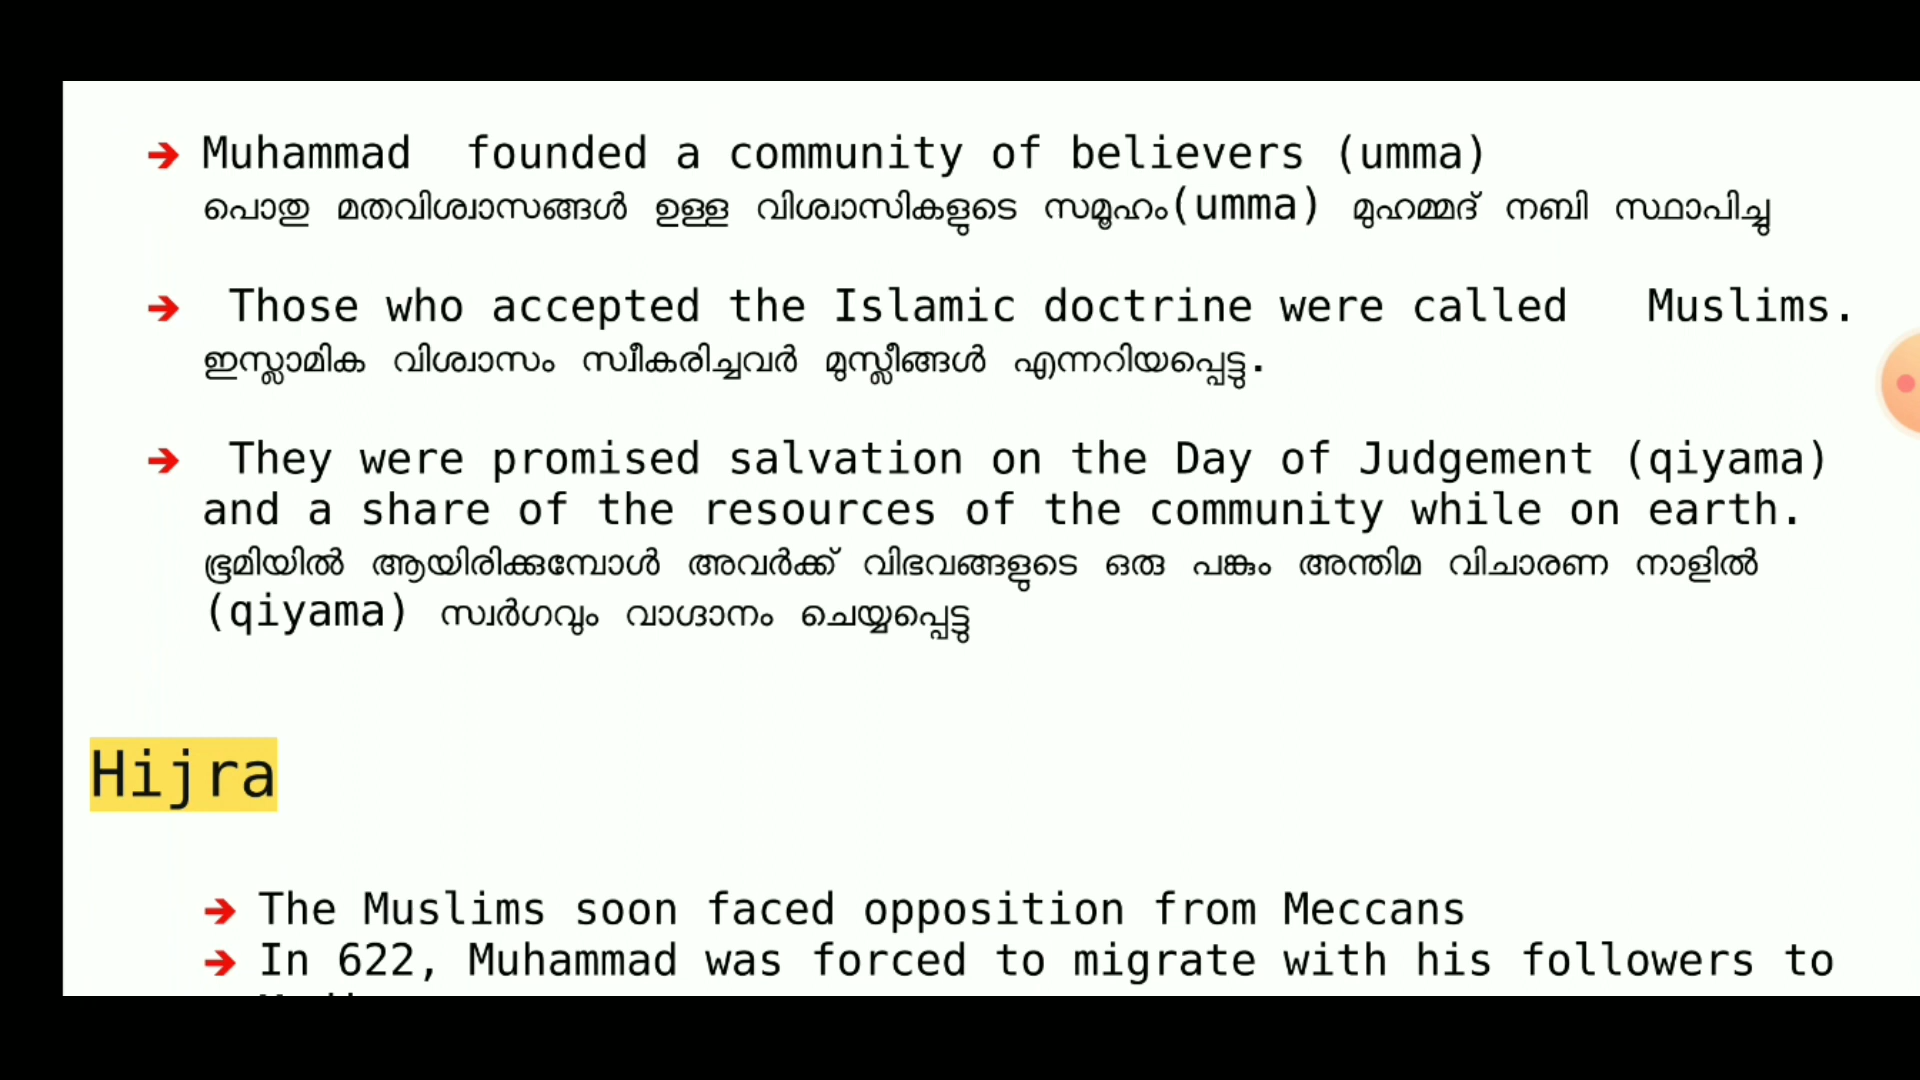 ➔ Muhammad founded a community of believers (umma)
പൊതു മതവിശ്വാസങ്ങൾ ഉള്ള വിശ്വാസികളുടെ സമൂഹം(umma) മുഹമ്മദ് നബി സ്ഥാപിച്ചു
➔ Those who accepted the Islamic doctrine were called Muslims.
ഇസ്ലാമിക വിശ്വാസം സ്വീകരിച്ചവർ മുസ്ലീങ്ങൾ എന്നറിയപ്പെട്ടു.
➔ They were promised salvation on the Day of Judgement (qiyama)
and a share of the resources of the community while on earth.
ഭൂമിയിൽ ആയിരിക്കുമ്പോൾ അവർക്ക് വിഭവങ്ങളുടെ ഒരു പങ്കും അന്തിമ വിചാരണ നാളിൽ
(qiyama) സ്വർഗവും വാഗ്ദാനം ചെയ്യപ്പെട്ടു
Hijra
➔ The Muslims soon faced opposition from Meccans
➔ In 622, Muhammad was forced to migrate with his followers to